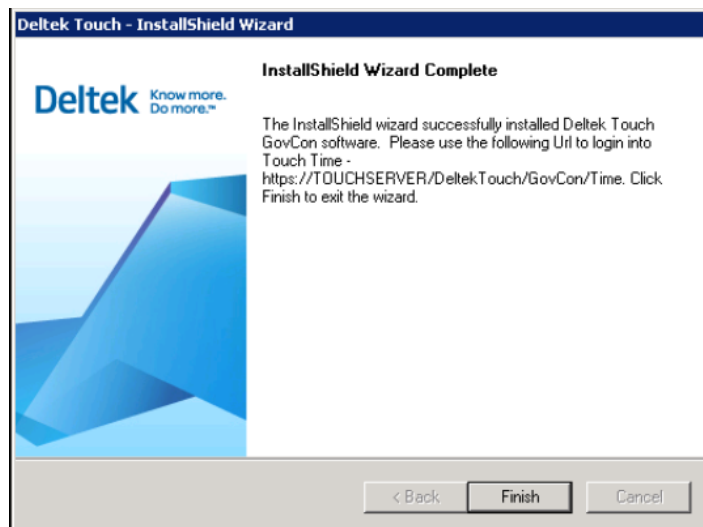 Deltek Touch - InstallShield Wizard
Deltek Know more.
Do more.™
InstallShield Wizard Complete
The InstallShield wizard successfully installed Deltek Touch
GovCon software.  Please use the following Url to login into
Touch Time -
https://TOUCHSERVER/DeltekTouch/GovCon/Time. Click
Finish to exit the wizard.
< Back
Finish
Cancel